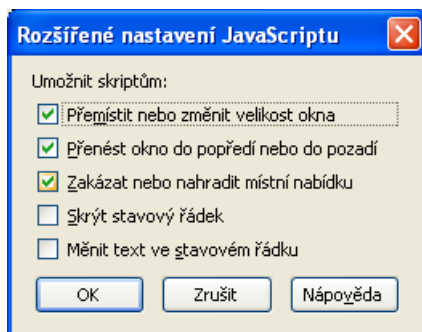 Rozšířené nastavení JavaScriptu
Umožnit skriptům:
Přemístit nebo změnit velikost okna
Přenést okno do popředí nebo do pozadí
Zakázat nebo nahradit místní nabídku
Skrýt stavový řádek
Měnit text ve stavovém řádku
OK Zrušit Nápověda